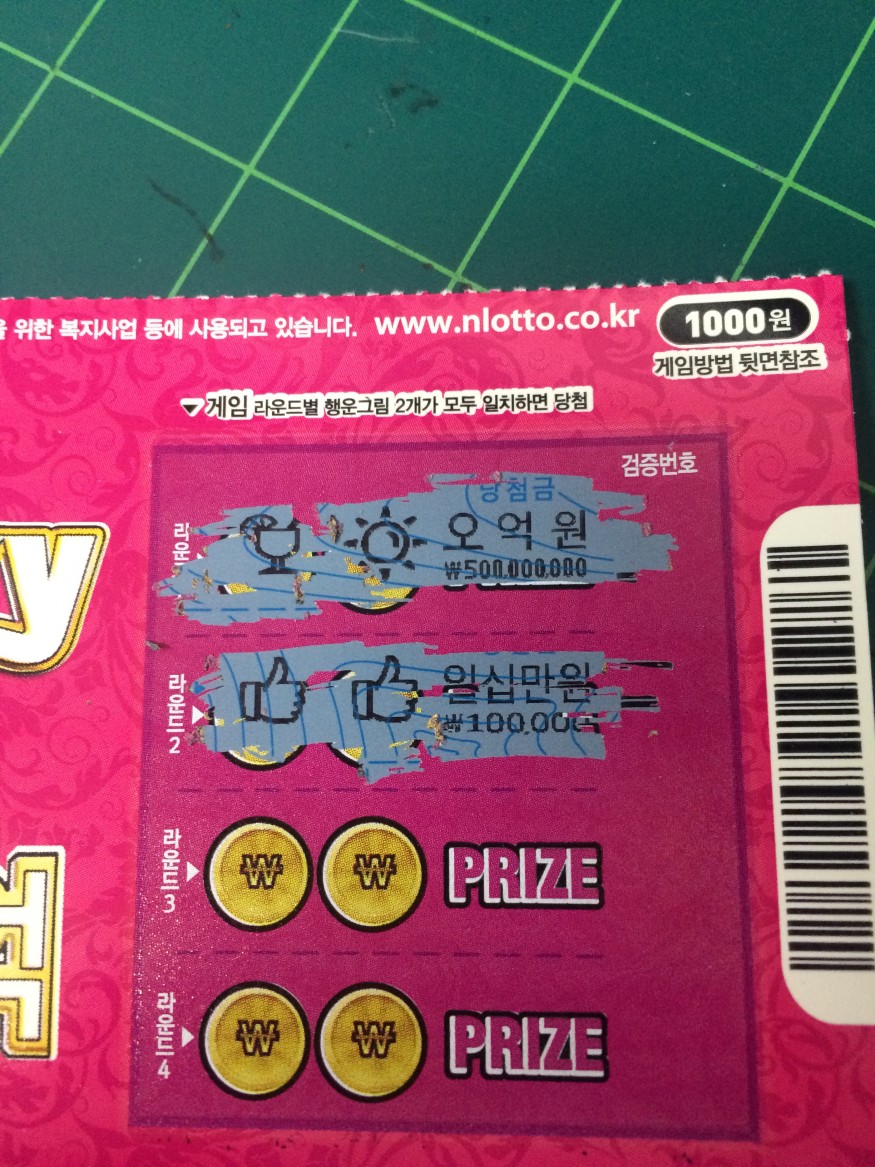 위한 복지사업 등에 사용되고 있습니다. www.nlotto.co.kr
1000원
게임방법 뒷면참조
▼게임 라운드별 행운그림 2개가 모두 일치하면 당첨
검증번호
당첨금
오억원
₩500,000,000
라운드2
일십만원
₩100,000
라운드3
₩ ₩ PRIZE
라운드4
₩ ₩ PRIZE